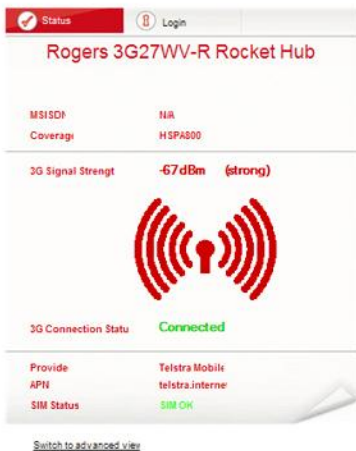 Status Login
Rogers 3G27WV-R Rocket Hub
MSISDN N/A
Coverage HSPA800
3G Signal Strengt -67dBm (strong)
3G Connection Statu Connected
Provide Telstra Mobile
APN telstra.interne
SIM Status SIM OK
Switch to advanced view